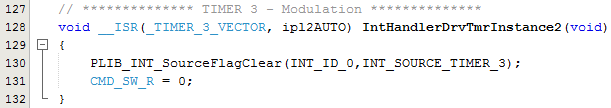 127 // ************** TIMER 3 - Modulation **************
128 void __ISR(_TIMER_3_VECTOR, ipl2AUTO) IntHandlerDrvTmrInstance2(void)
129 {
130 PLIB_INT_SourceFlagClear(INT_ID_0,INT_SOURCE_TIMER_3);
131 CMD_SW_R = 0;
132 }